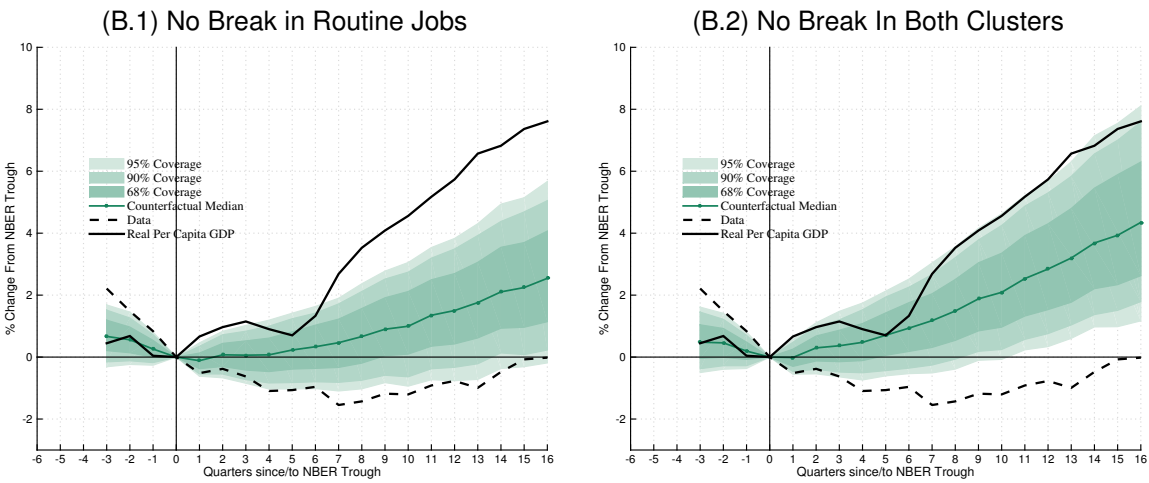 (B.1) No Break in Routine Jobs
10
8
6
4
2
0
-2
% Change From NBER Trough
95% Coverage
90% Coverage
68% Coverage
Counterfactual Median
Data
Real Per Capita GDP
-6 -5 -4 -3 -2 -1 0 1 2 3 4 5 6 7 8 9 10 11 12 13 14 15 16
Quarters since/to NBER Trough
(B.2) No Break In Both Clusters
10
8
6
4
2
0
-2
% Change From NBER Trough
95% Coverage
90% Coverage
68% Coverage
Counterfactual Median
Data
Real Per Capita GDP
-6 -5 -4 -3 -2 -1 0 1 2 3 4 5 6 7 8 9 10 11 12 13 14 15 16
Quarters since/to NBER Trough